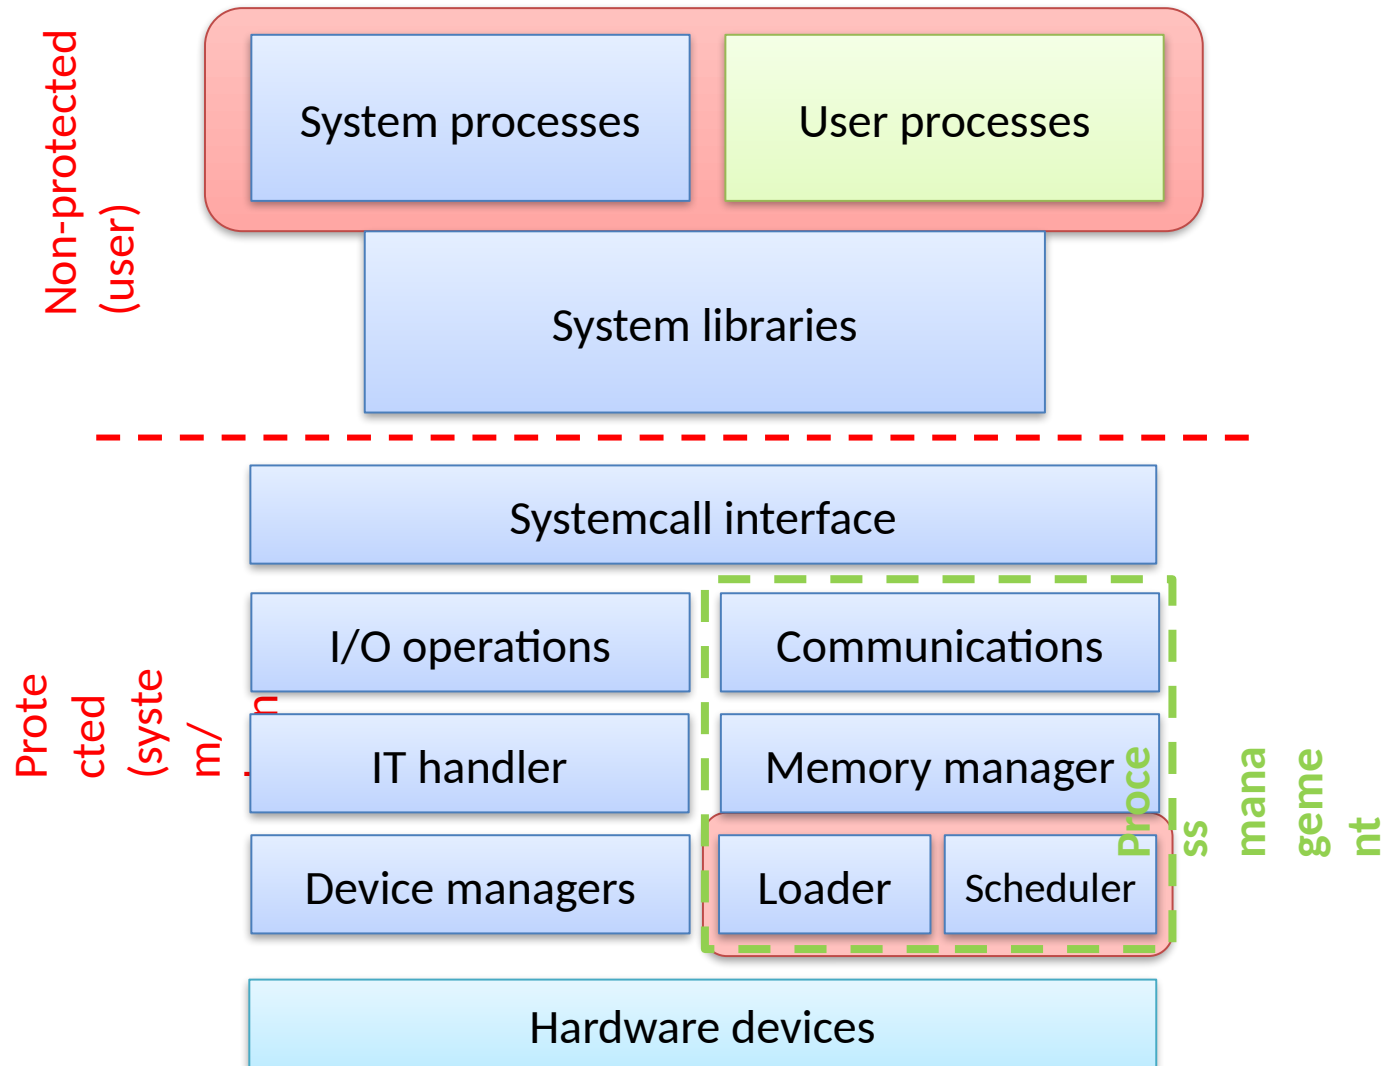 Non-protected
(user)
System processes
User processes
System libraries
Systemcall interface
I/O operations
Communications
Prote
cted
(syste
m/
IT handler
Memory manager
Proce
ss
mana
geme
nt
Device managers
Loader
Scheduler
Hardware devices